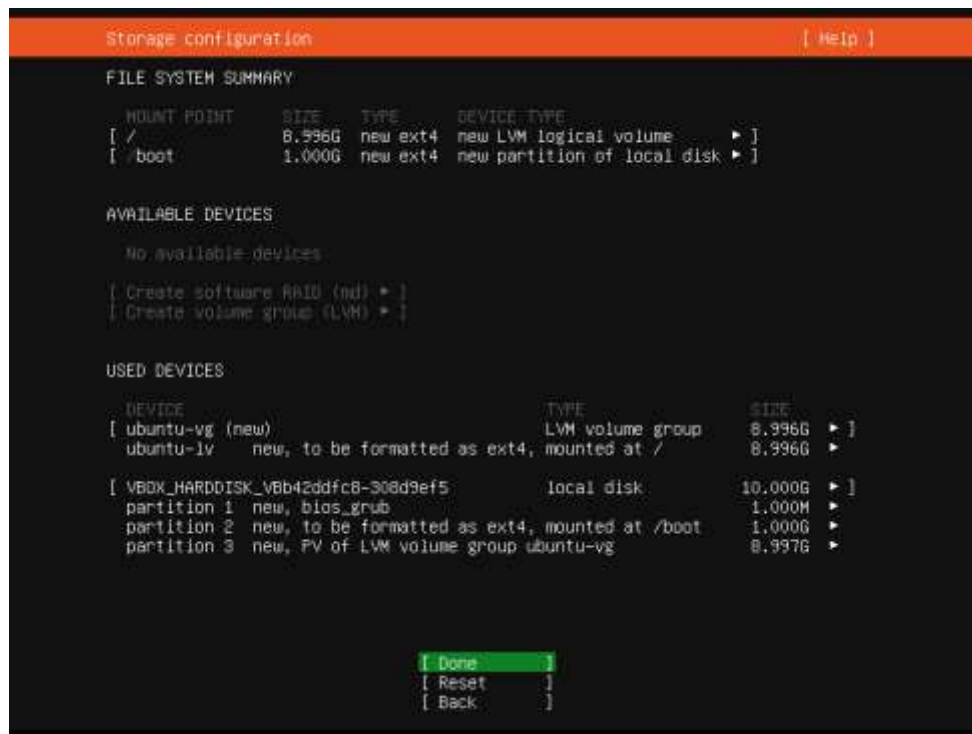 Storage configuration [ Help ]
FILE SYSTEM SUMMARY
MOUNT POINT SIZE TYPE DEVICE TYPE
[ / 8.996G new ext4 new LVM logical volume ▸ ]
[ /boot 1.000G new ext4 new partition of local disk ▸ ]
AVAILABLE DEVICES
No available devices
[ Create software RAID (md) ▸ ]
[ Create volume group (LVM) ▸ ]
USED DEVICES
DEVICE TYPE SIZE
[ ubuntu-vg (new) LVM volume group 8.996G ▸ ]
ubuntu-lv new, to be formatted as ext4, mounted at / 8.996G ▸
[ VBOX_HARDDISK_VBb42ddfc8-308d9ef5 local disk 10.000G ▸ ]
partition 1 new, bios_grub 1.000M ▸
partition 2 new, to be formatted as ext4, mounted at /boot 1.000G ▸
partition 3 new, PV of LVM volume group ubuntu-vg 8.997G ▸
[ Done ]
[ Reset ]
[ Back ]